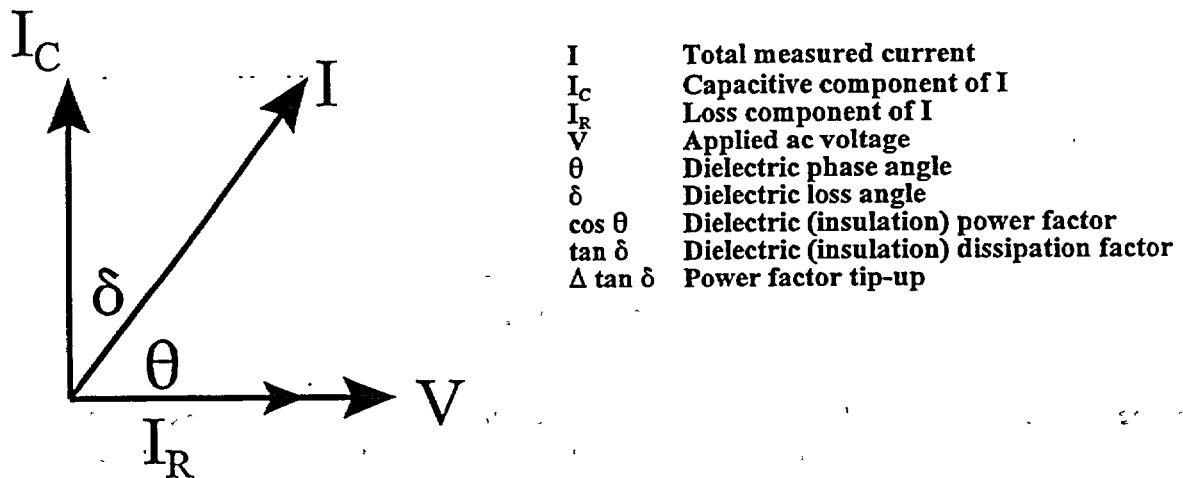 I_C
I
δ
θ
V
I_R
I Total measured current
I_C Capacitive component of I
I_R Loss component of I
V Applied ac voltage
θ Dielectric phase angle
δ Dielectric loss angle
cos θ Dielectric (insulation) power factor
tan δ Dielectric (insulation) dissipation factor
Δ tan δ Power factor tip-up